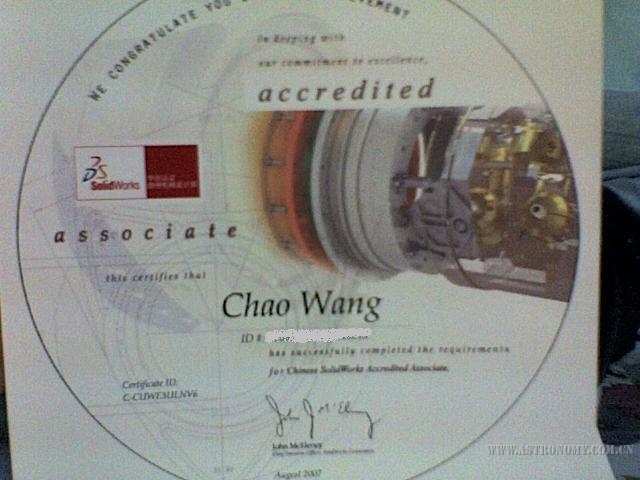 WE CONGRATULATE YOU
In keeping with
our commitment to excellence,
accredited
DS
SolidWorks
associate
this certifies that
Chao Wang
ID #:
has successfully completed the requirements
for Chinese SolidWorks Accredited Associate.
Certificate ID:
John McEleney
August 2007
WWW.ASTRONOMY.COM.CN